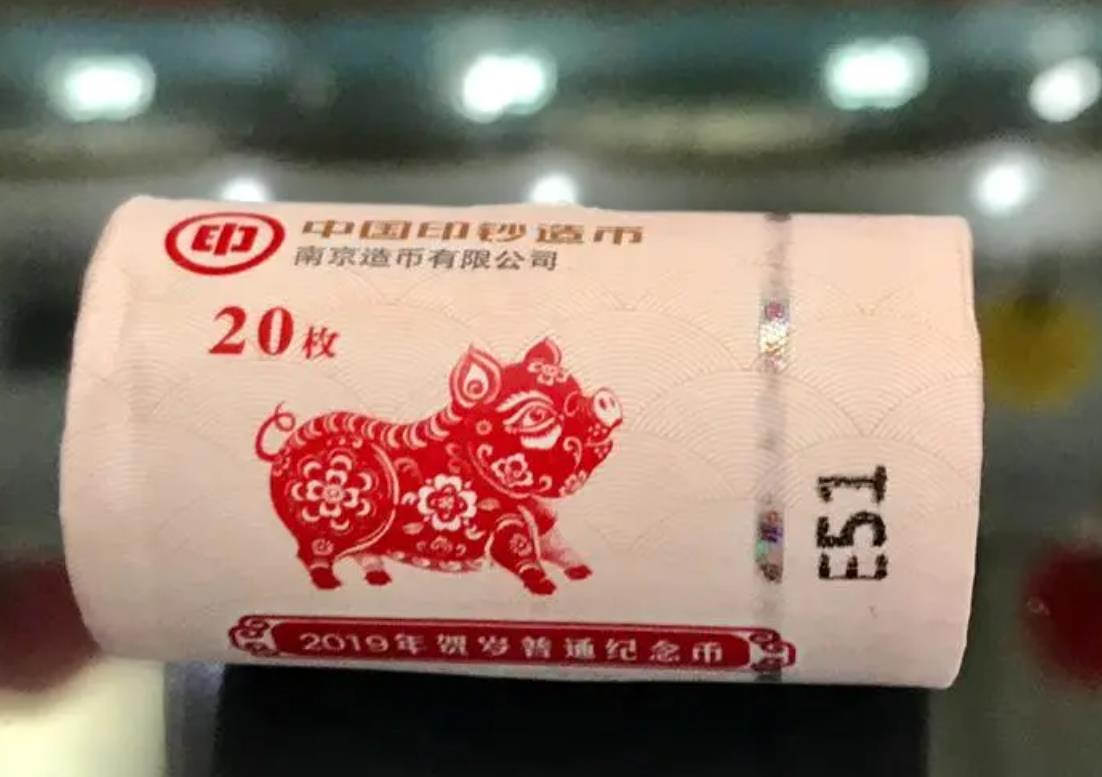 印 中国印钞造币
南京造币有限公司
20枚
E51
2019年贺岁普通纪念币